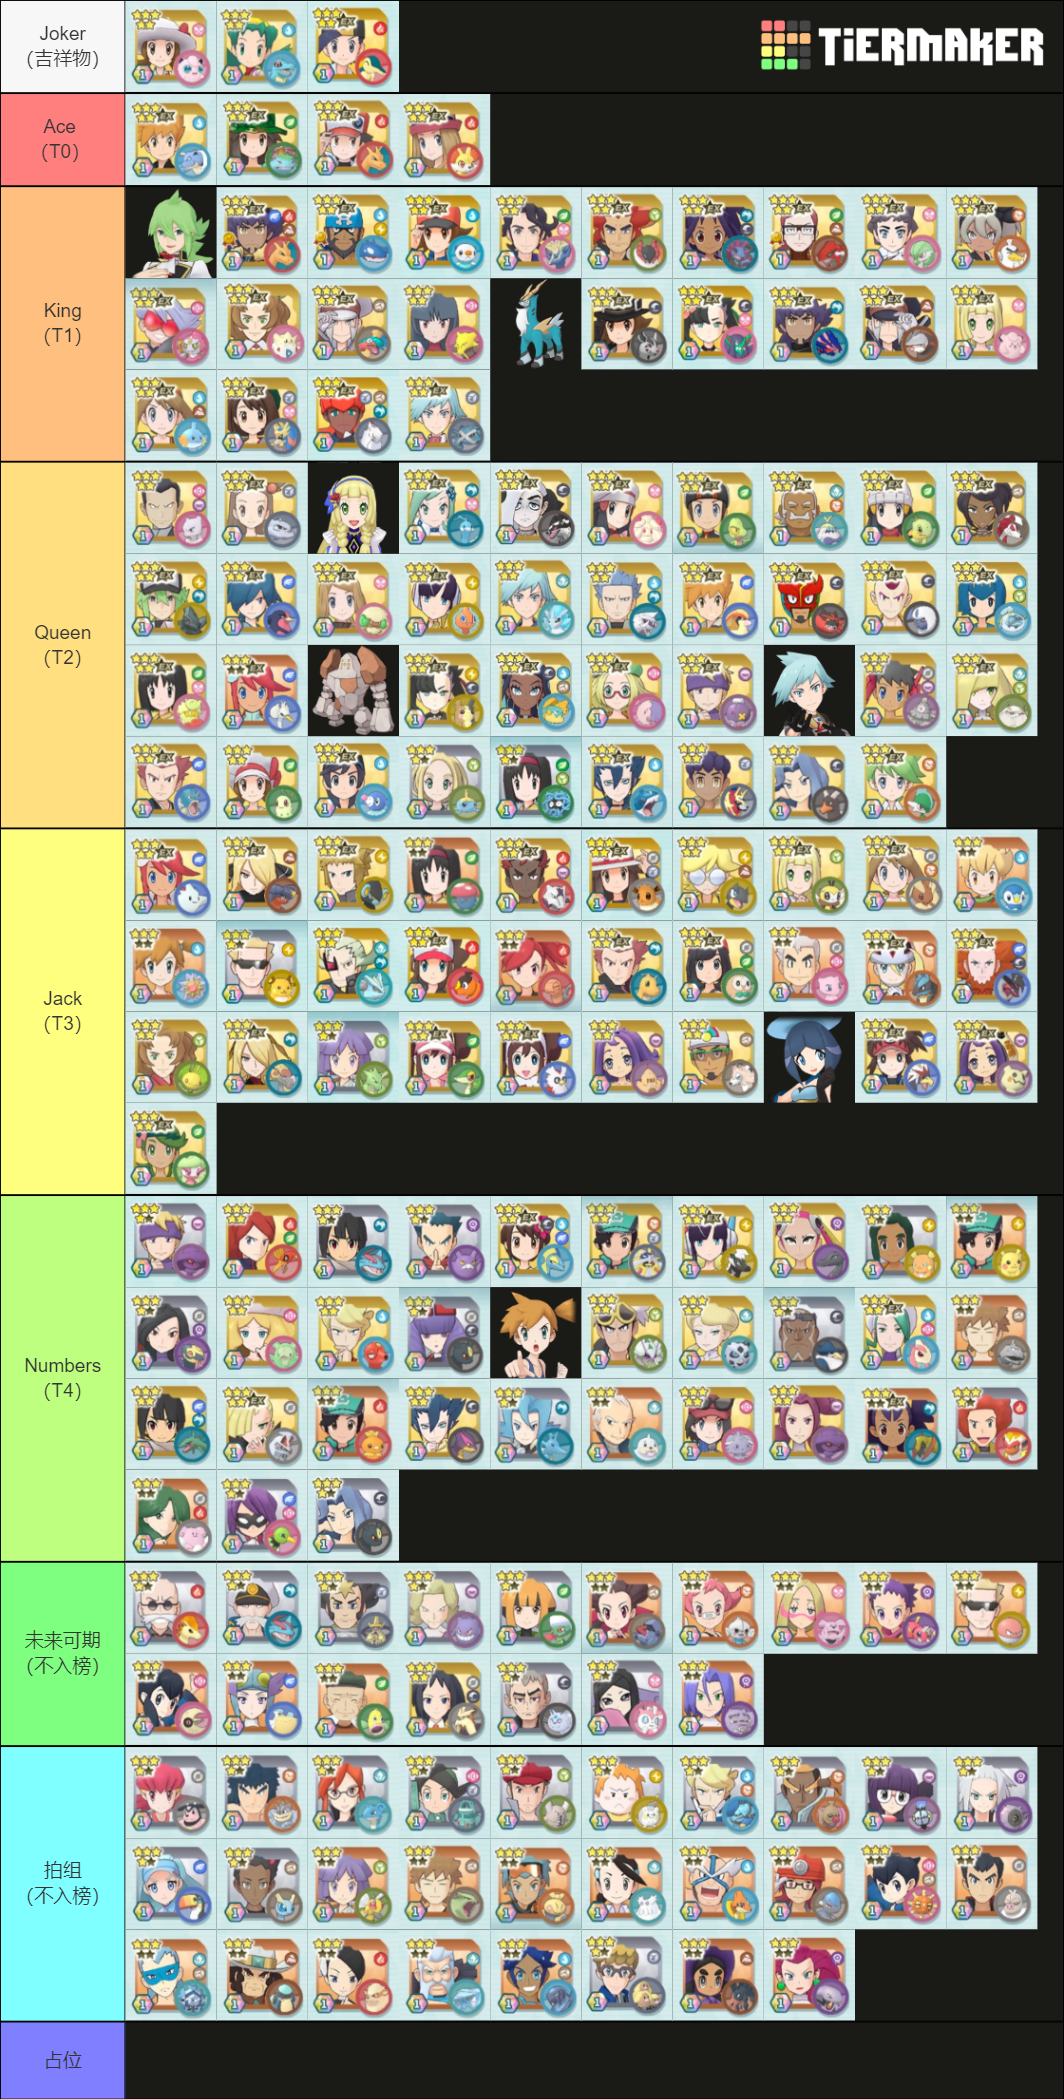 Joker
(吉祥物)
TiERMAKER
Ace
(T0)
King
(T1)
Queen
(T2)
Jack
(T3)
Numbers
(T4)
未来可期
(不入榜)
拍组
(不入榜)
占位